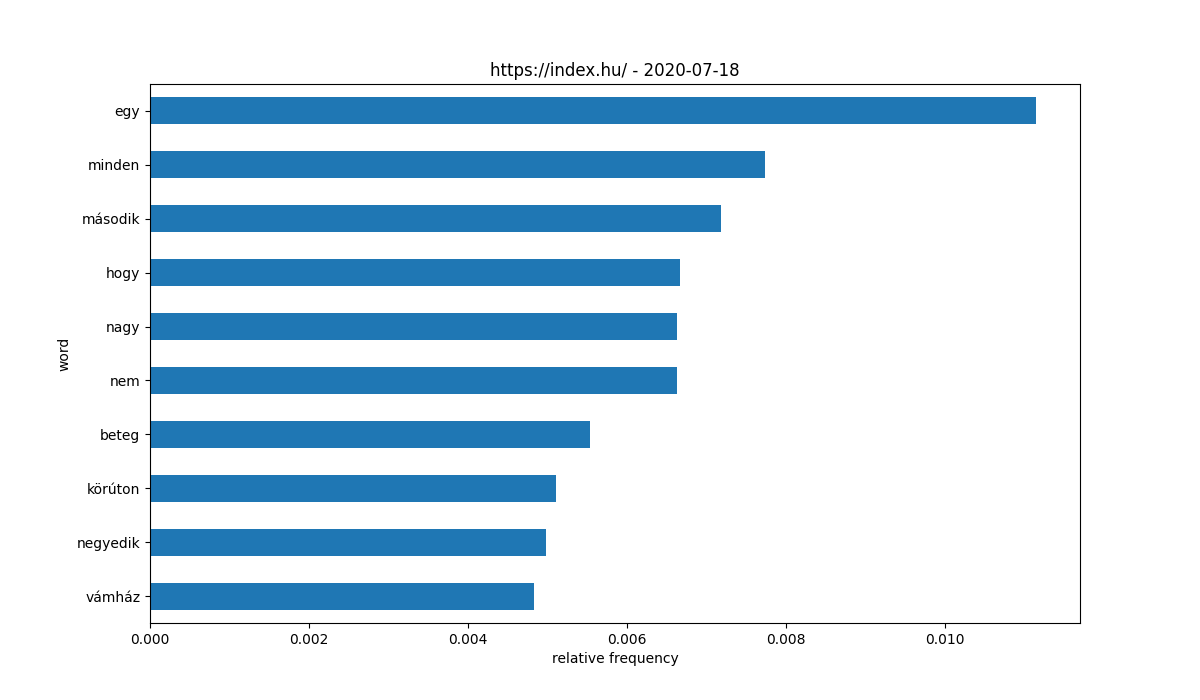 https://index.hu/ - 2020-07-18
egy
minden
második
hogy
nagy
nem
beteg
körúton
negyedik
vámház
word
0.000 0.002 0.004 0.006 0.008 0.010
relative frequency